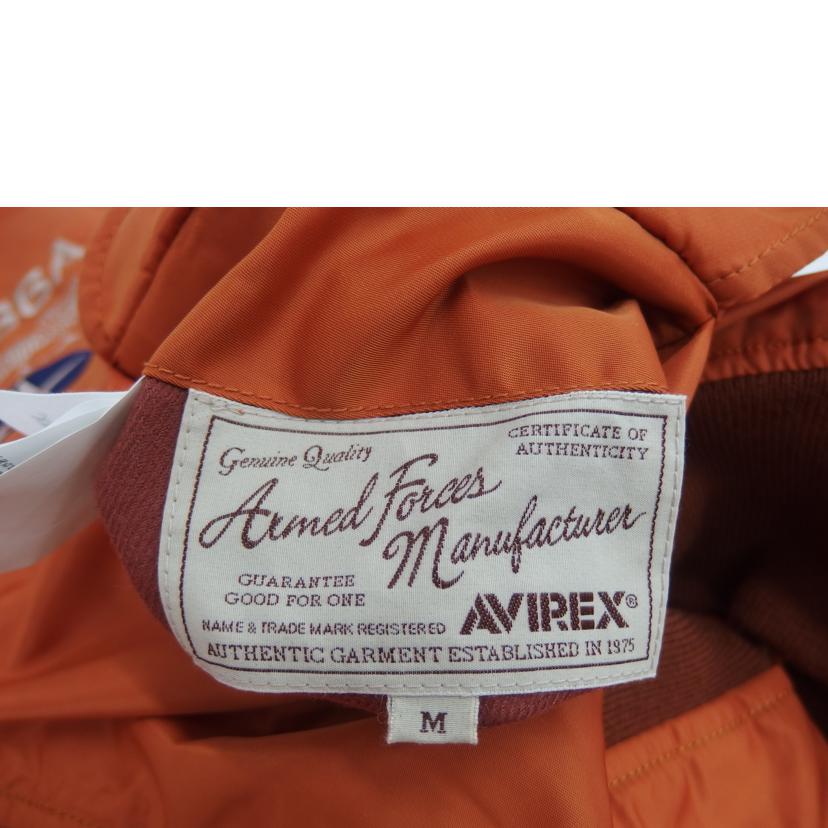 BGA
Genuine Quality
CERTIFICATE OF
AUTHENTICITY
Armed Forces
Manufacturer
GUARANTEE
GOOD FOR ONE
NAME & TRADE MARK REGISTERED
AVIREX®
AUTHENTIC GARMENT ESTABLISHED IN 1975
M